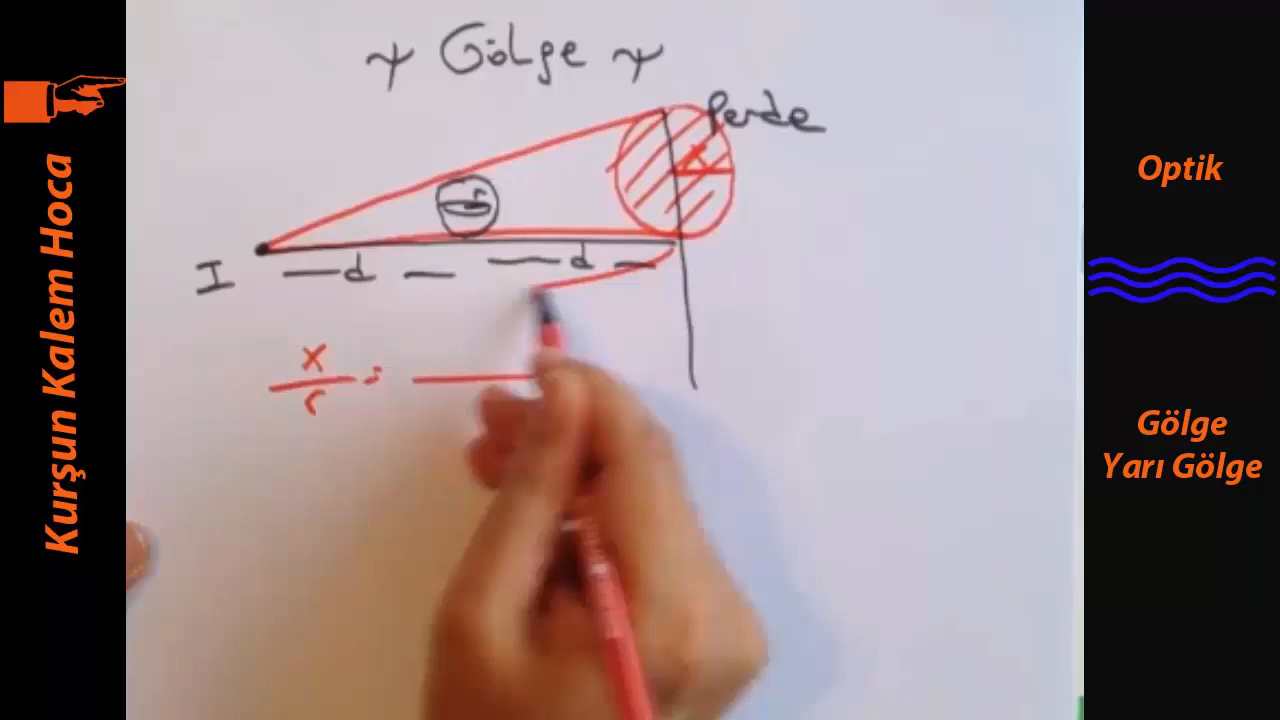 Kurşun Kalem Hoca
Gölge
Perde
x
r
I
d
d
x
r
Optik
Gölge
Yarı Gölge